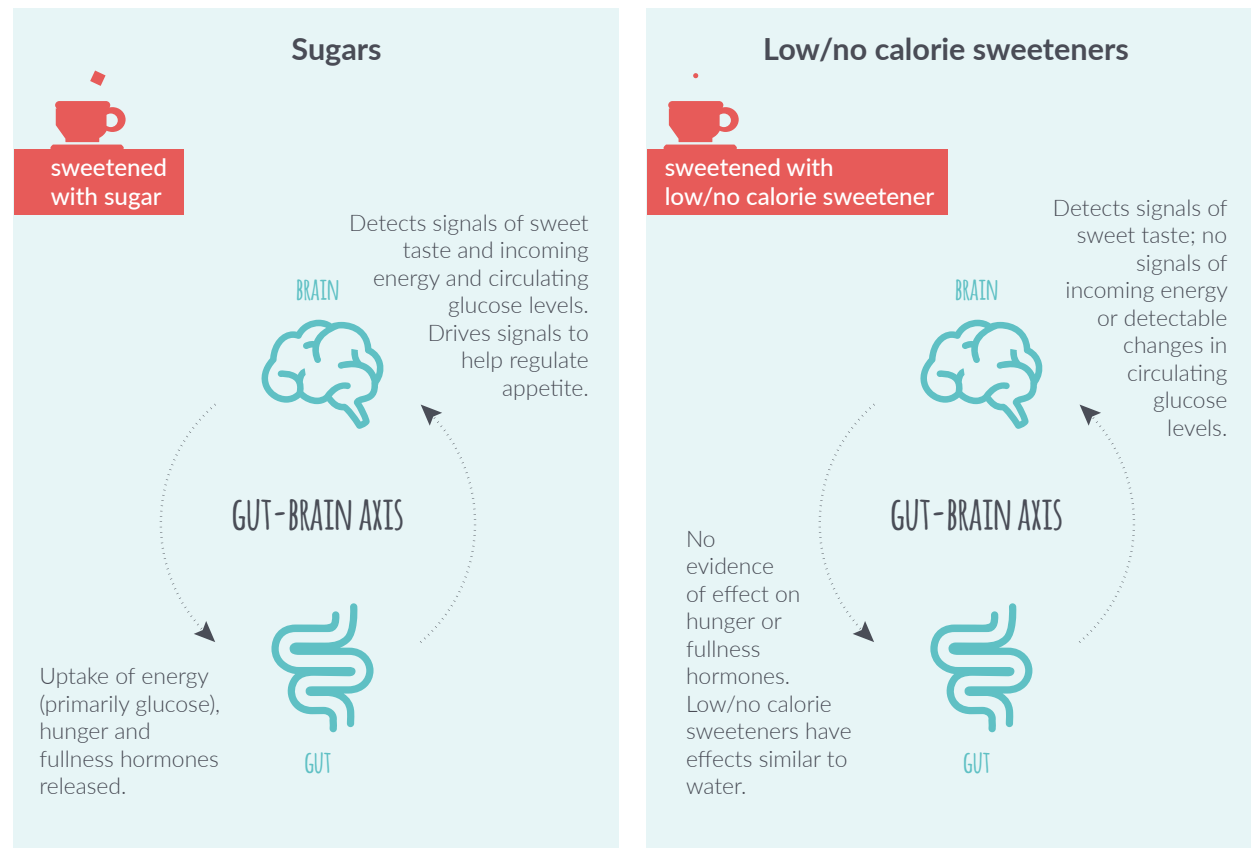 Sugars
sweetened
with sugar
Detects signals of sweet
taste and incoming
energy and circulating
glucose levels.
Drives signals to
help regulate
appetite.
BRAIN
GUT-BRAIN AXIS
Uptake of energy
(primarily glucose),
hunger and
fullness hormones
released.
GUT
Low/no calorie sweeteners
sweetened with
low/no calorie sweetener
Detects signals of
sweet taste; no
signals of
incoming energy
or detectable
changes in
circulating
glucose
levels.
BRAIN
GUT-BRAIN AXIS
No
evidence
of effect on
hunger or
fullness
hormones.
Low/no calorie
sweeteners have
effects similar to
water.
GUT